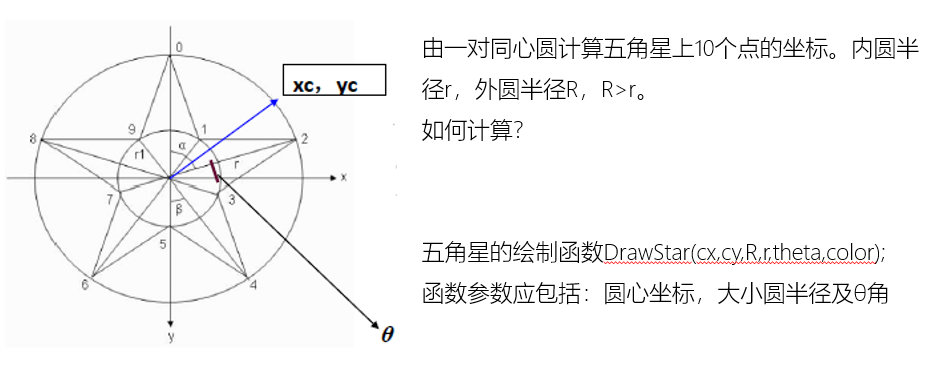 0
xc，yc
9
1
8
2
α
r1
r
x
7
3
β
5
6
4
y
θ
由一对同心圆计算五角星上10个点的坐标。内圆半
径r，外圆半径R，R>r。
如何计算？
五角星的绘制函数DrawStar(cx,cy,R,r,theta,color);
函数参数应包括：圆心坐标，大小圆半径及θ角